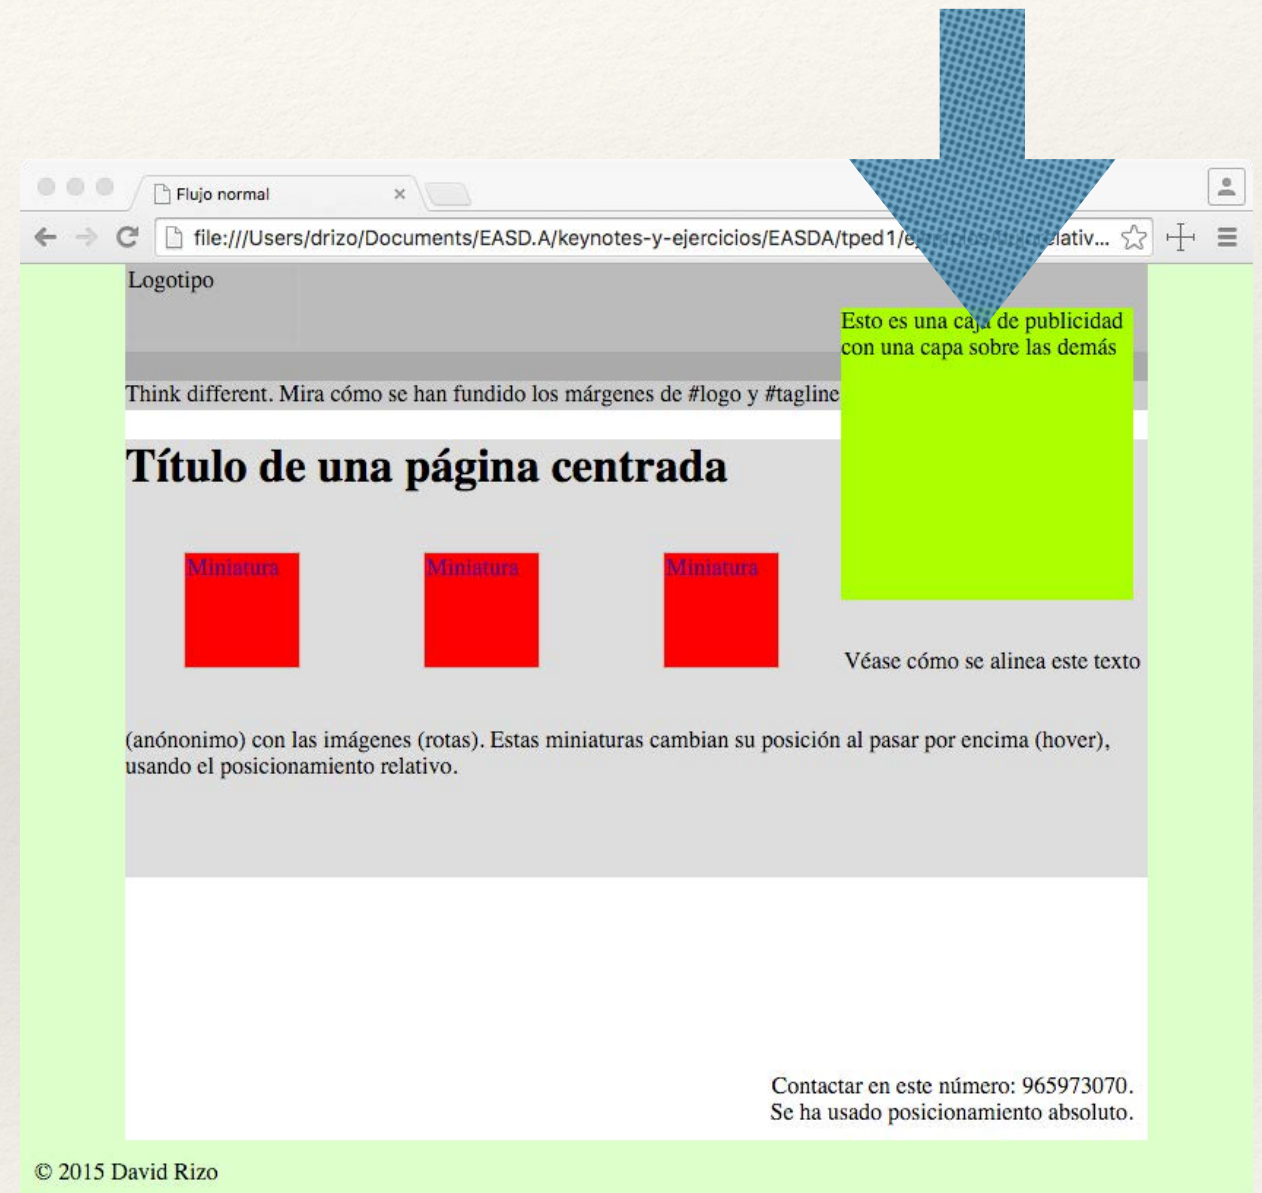 Flujo normal
file:///Users/drizo/Documents/EASD.A/keynotes-y-ejercicios/EASDA/tped1/
Logotipo
Esto es una caja de publicidad
con una capa sobre las demás
Think different. Mira cómo se han fundido los márgenes de #logo y #tagline
Título de una página centrada
Miniatura Miniatura Miniatura
Véase cómo se alinea este texto
(anónonimo) con las imágenes (rotas). Estas miniaturas cambian su posición al pasar por encima (hover),
usando el posicionamiento relativo.
Contactar en este número: 965973070.
Se ha usado posicionamiento absoluto.
© 2015 David Rizo